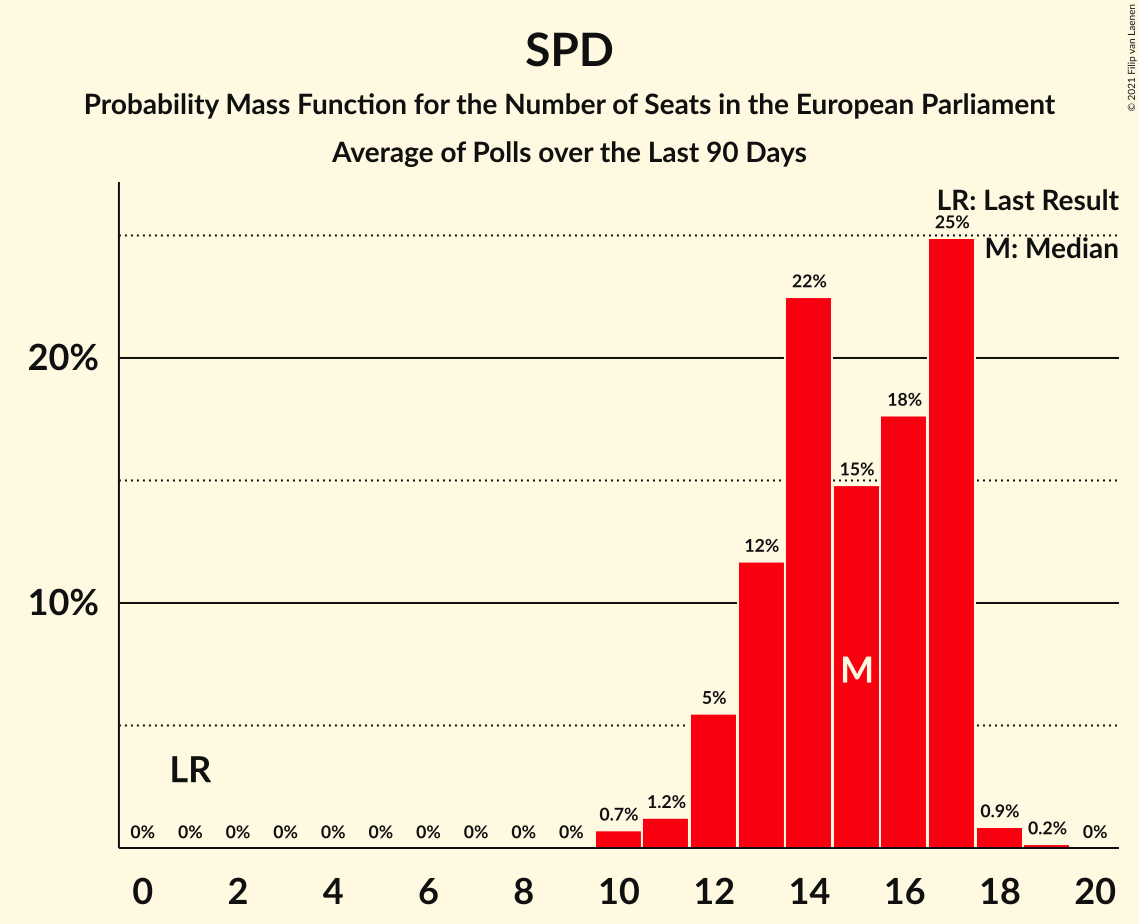 SPD
Probability Mass Function for the Number of Seats in the European Parliament
Average of Polls over the Last 90 Days
© 2021 Filip van Laenen
LR: Last Result
M: Median
20%
10%
0% 0% 0% 0% 0% 0% 0% 0% 0% 0% 0.7% 1.2% 5% 12% 22% 15% 18% 25% 0.9% 0.2% 0%
LR
M
0 2 4 6 8 10 12 14 16 18 20